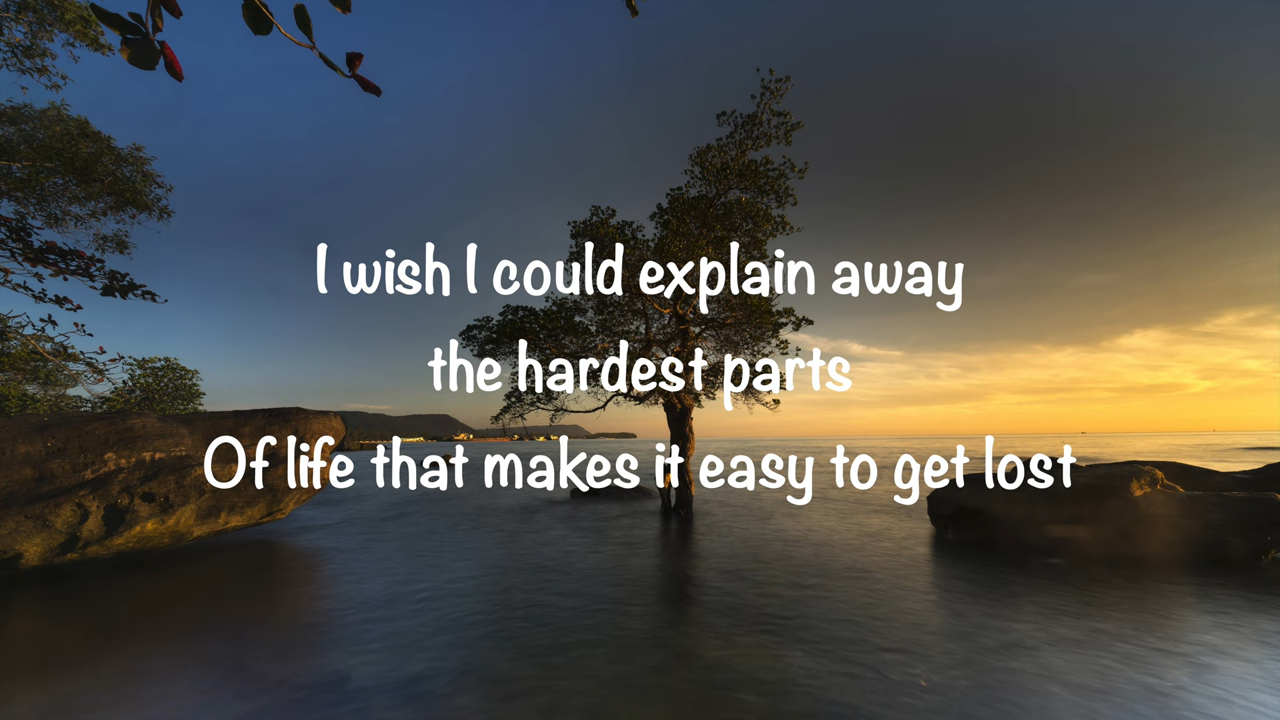 I wish I could explain away
the hardest parts
Of life that makes it easy to get lost